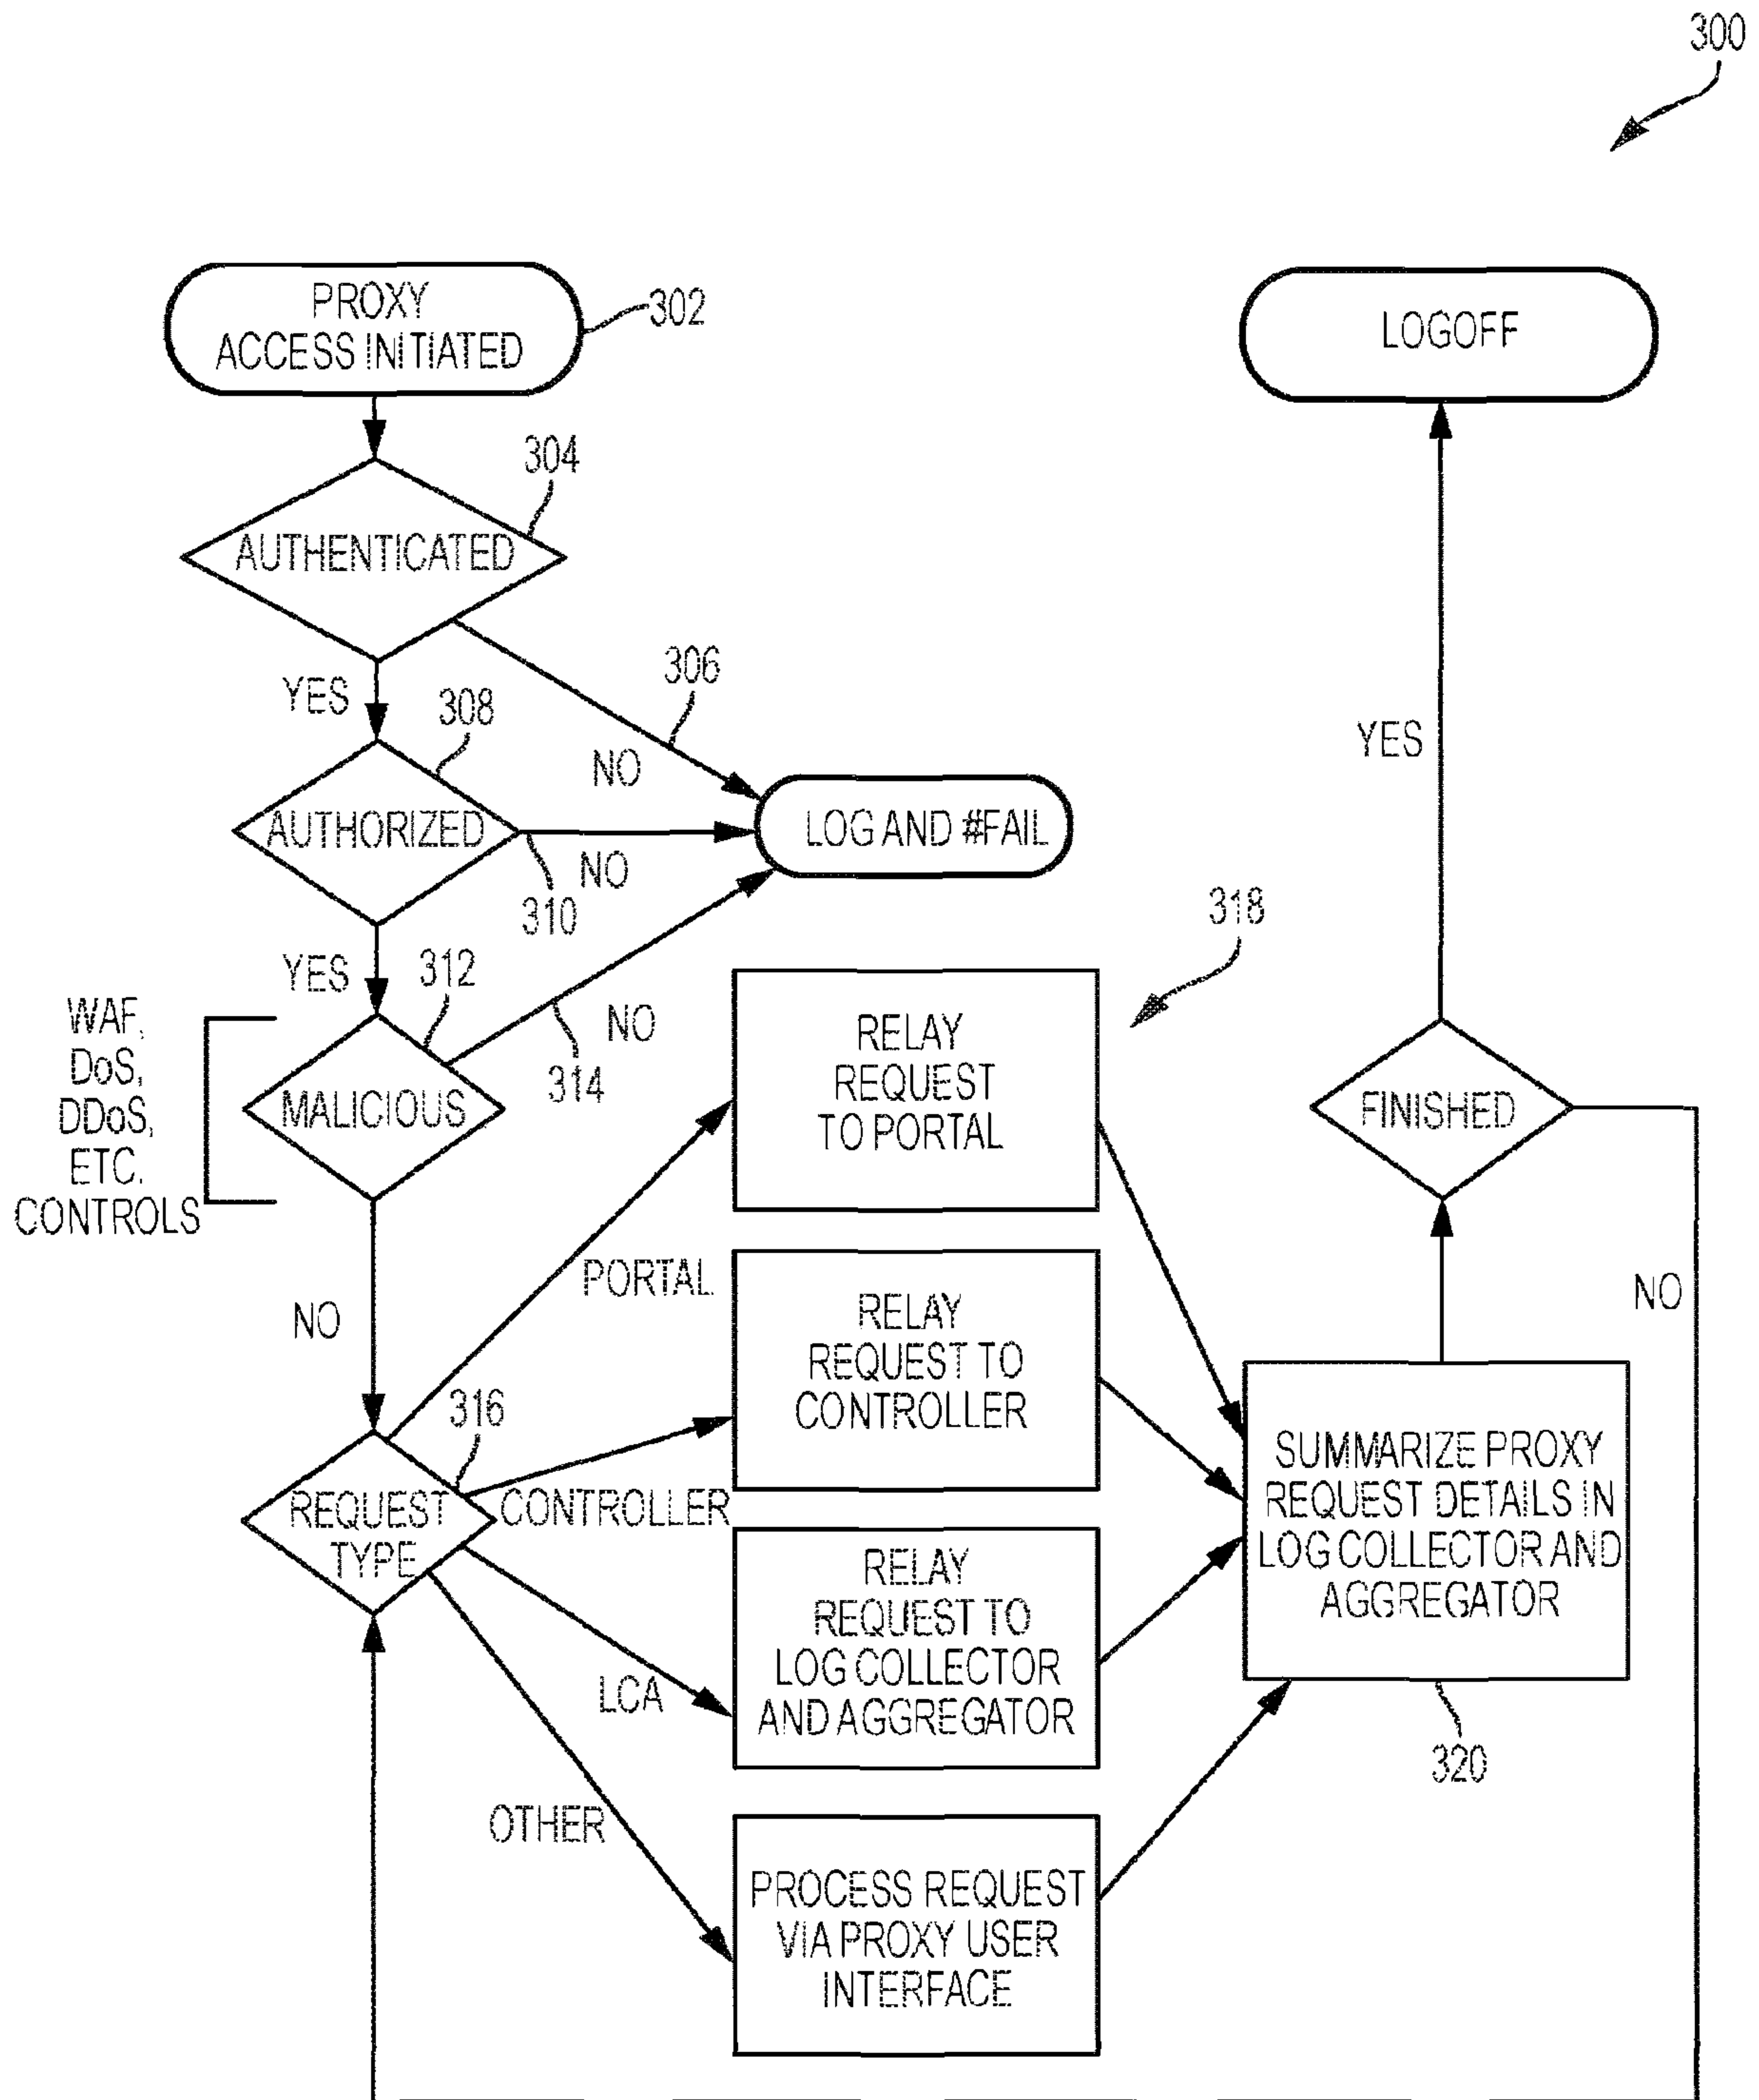 300
PROXY
ACCESS INITIATED
302
LOGOFF
304
AUTHENTICATED
306
YES
308
NO
YES
AUTHORIZED
LOG AND #FAIL
NO
310
318
YES
312
WAF,
DoS,
DDoS,
ETC.
CONTROLS
NO
314
MALICIOUS
RELAY
REQUEST
TO PORTAL
FINISHED
PORTAL
NO
NO
RELAY
REQUEST TO
CONTROLLER
316
REQUEST
TYPE
CONTROLLER
SUMMARIZE PROXY
REQUEST DETAILS IN
LOG COLLECTOR AND
AGGREGATOR
RELAY
REQUEST TO
LOG COLLECTOR
AND AGGREGATOR
LCA
320
OTHER
PROCESS REQUEST
VIA PROXY USER
INTERFACE